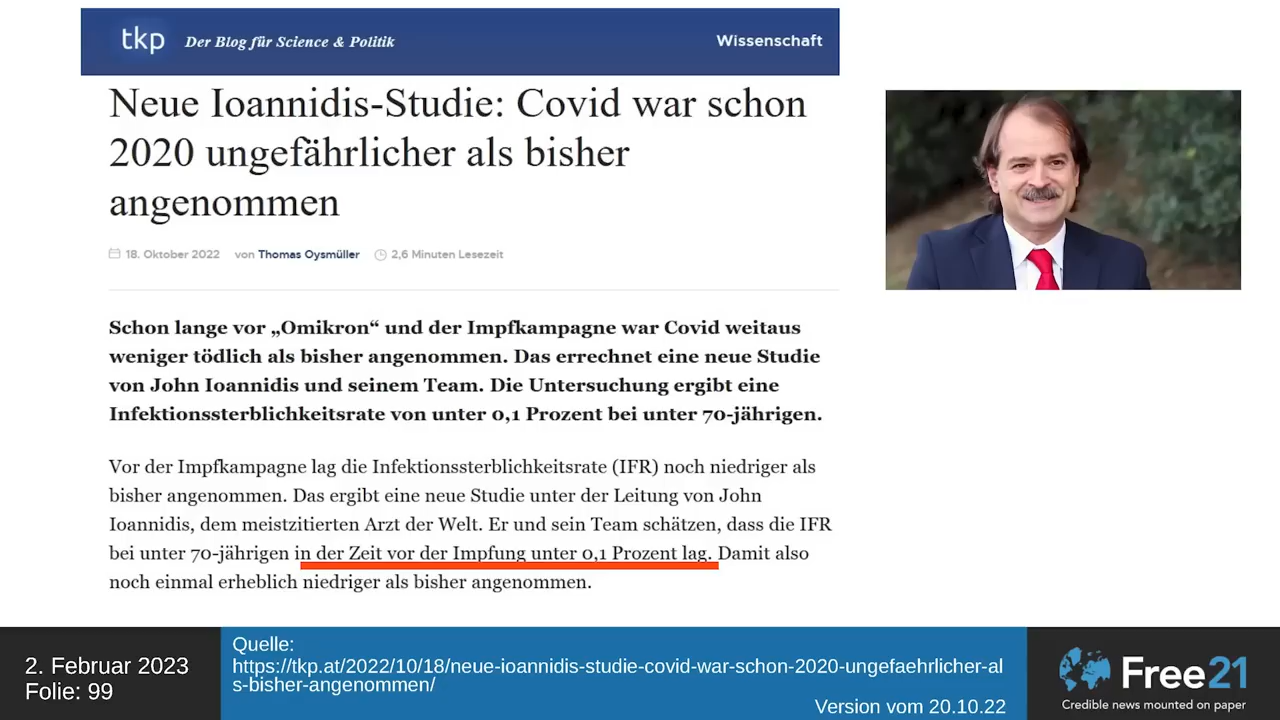 tkp Der Blog für Science & Politik Wissenschaft
Neue Ioannidis-Studie: Covid war schon
2020 ungefährlicher als bisher
angenommen
18. Oktober 2022 von Thomas Oysmüller 2,6 Minuten Lesezeit
Schon lange vor „Omikron“ und der Impfkampagne war Covid weitaus
weniger tödlich als bisher angenommen. Das errechnet eine neue Studie
von John Ioannidis und seinem Team. Die Untersuchung ergibt eine
Infektionssterblichkeitsrate von unter 0,1 Prozent bei unter 70-jährigen.
Vor der Impfkampagne lag die Infektionssterblichkeitsrate (IFR) noch niedriger als
bisher angenommen. Das ergibt eine neue Studie unter der Leitung von John
Ioannidis, dem meistzitierten Arzt der Welt. Er und sein Team schätzen, dass die IFR
bei unter 70-jährigen in der Zeit vor der Impfung unter 0,1 Prozent lag. Damit also
noch einmal erheblich niedriger als bisher angenommen.
2. Februar 2023
Folie: 99
Quelle:
https://tkp.at/2022/10/18/neue-ioannidis-studie-covid-war-schon-2020-ungefaehrlicher-al
s-bisher-angenommen/
Version vom 20.10.22
Free21
Credible news mounted on paper